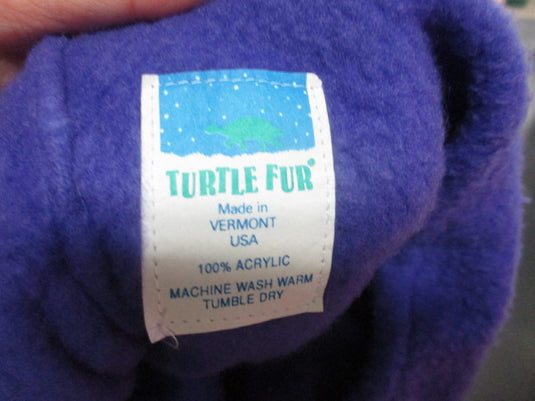 TURTLE FUR®
Made in
VERMONT
USA
100% ACRYLIC
MACHINE WASH WARM
TUMBLE DRY